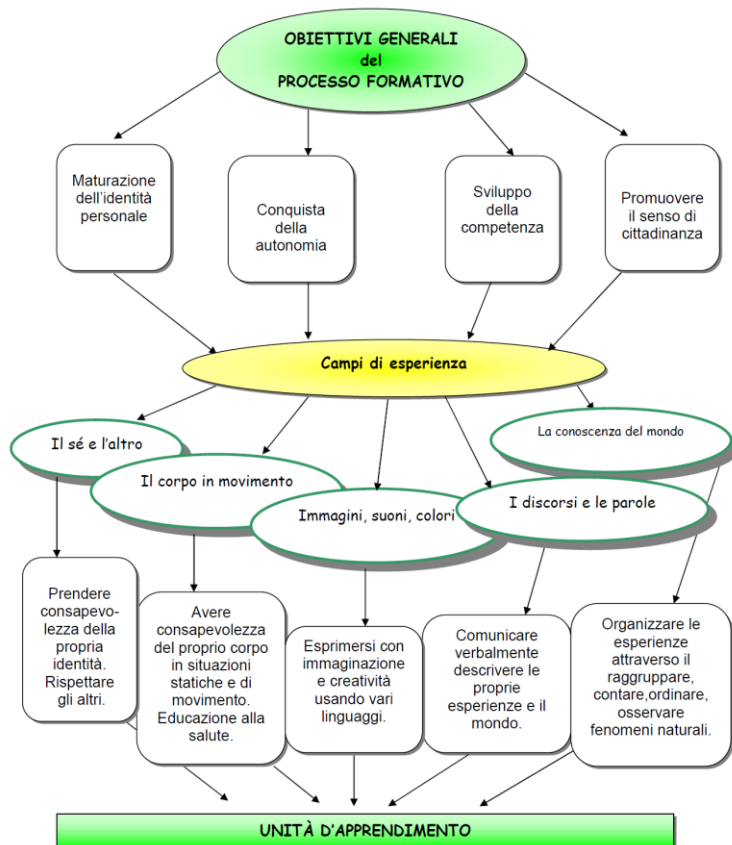 OBIETTIVI GENERALI
del
PROCESSO FORMATIVO
Maturazione
dell'identità
personale
Conquista
della
autonomia
Sviluppo
della
competenza
Promuovere
il senso di
cittadinanza
Campi di esperienza
Il sé e l'altro
Il corpo in movimento
Immagini, suoni, colori
I discorsi e le parole
La conoscenza del mondo
Prendere
consapevo-
lezza della
propria
identità.
Rispettare
gli altri.
Avere
consapevolezza
del proprio corpo
in situazioni
statiche e di
movimento.
Educazione alla
salute.
Esprimersi con
immaginazione
e creatività
usando vari
linguaggi.
Comunicare
verbalmente
descrivere le
proprie
esperienze e il
mondo.
Organizzare le
esperienze
attraverso il
raggruppare,
contare,ordinare,
osservare
fenomeni naturali.
UNITÀ D'APPRENDIMENTO